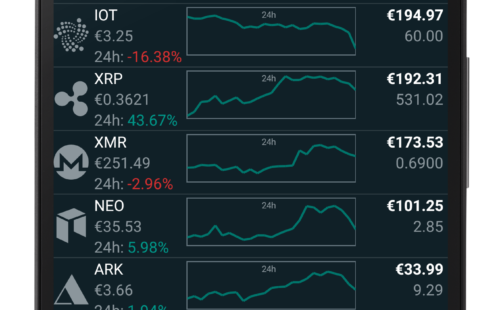 IOT 24h €194.97
€3.25 60.00
24h: -16.38%
XRP 24h €192.31
€0.3621 531.02
24h: 43.67%
XMR 24h €173.53
€251.49 0.6900
24h: -2.96%
NEO 24h €101.25
€35.53 2.85
24h: 5.98%
ARK 24h €33.99
€3.66 9.29
24h: 1.94%